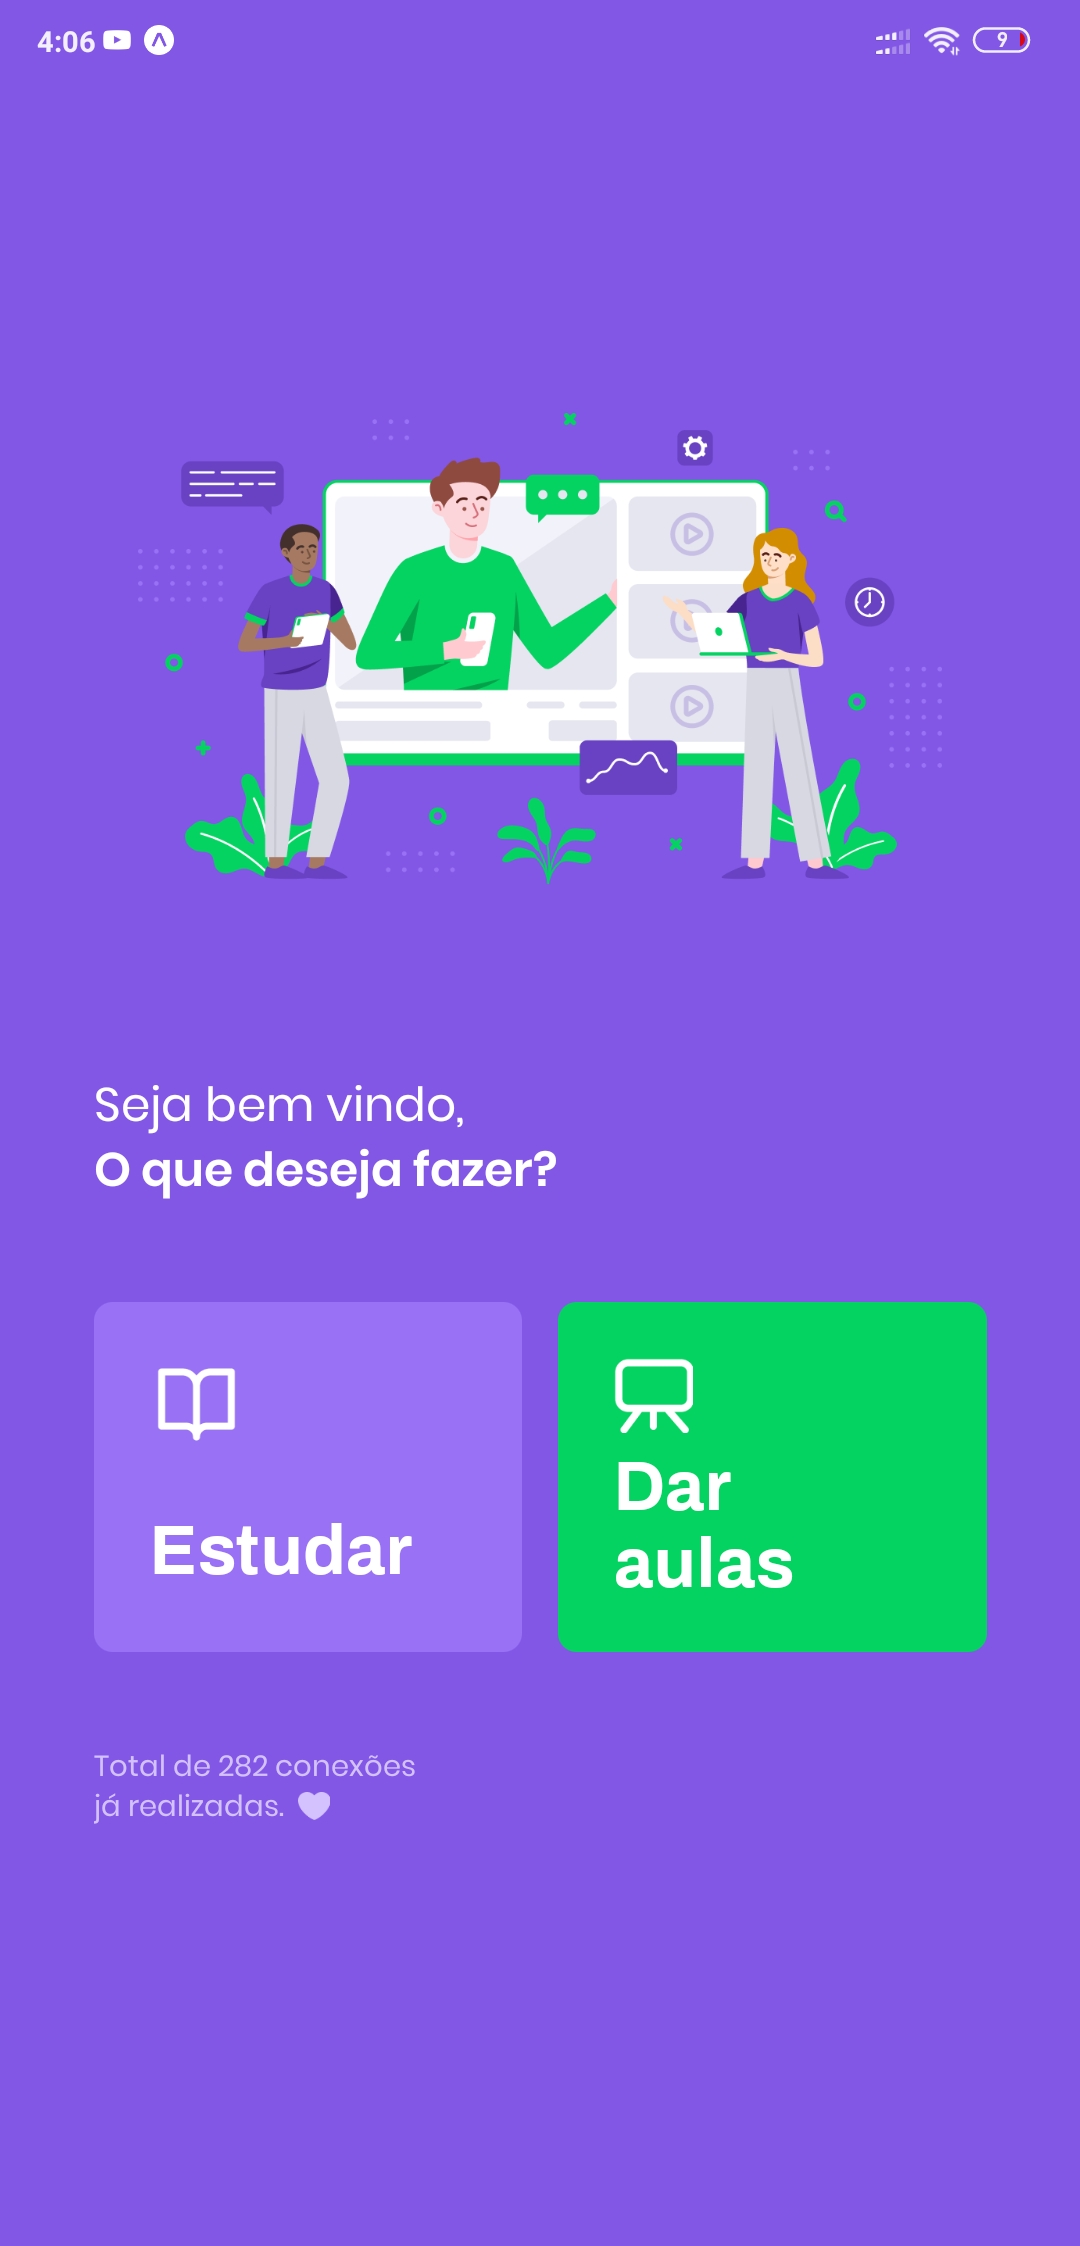 4:06
9
Seja bem vindo,
O que deseja fazer?
Estudar
Dar
aulas
Total de 282 conexões
já realizadas.